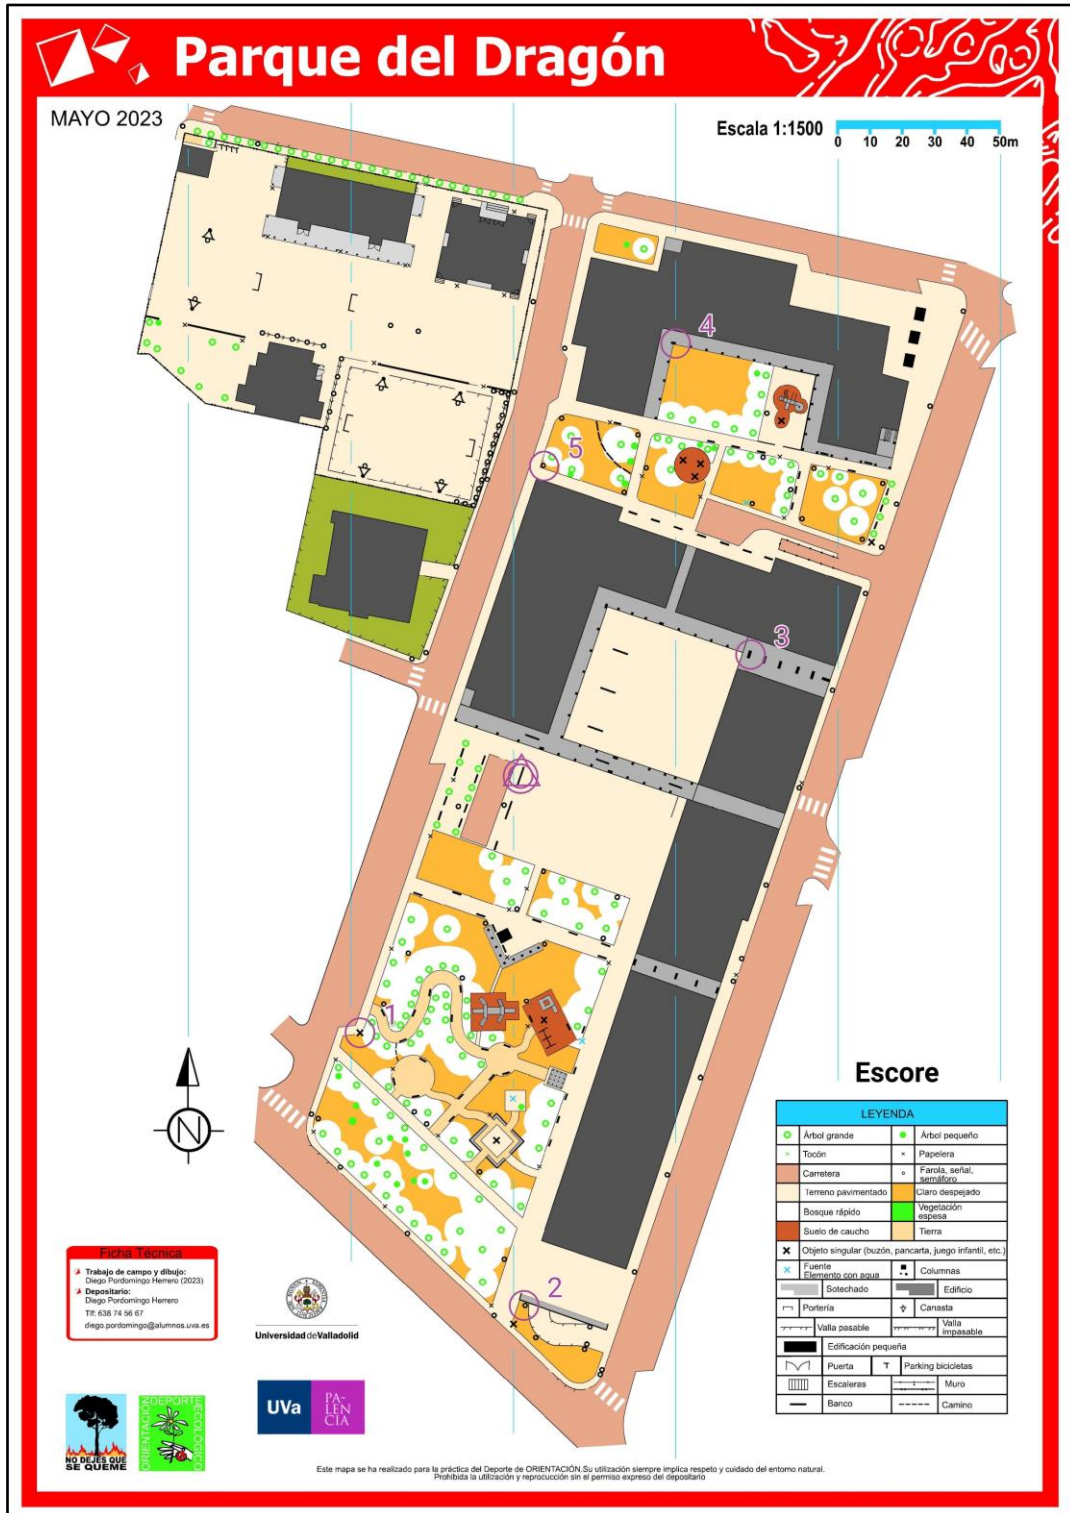 Parque del Dragón
MAYO 2023
Escala 1:1500
0 10 20 30 40 50m
4
5
3
1
2
N
Escore
LEYENDA
Árbol grande
Árbol pequeño
Tocón
Papelera
Carretera
Farola, señal,
semáforo
Terreno pavimentado
Claro despejado
Bosque rápido
Vegetación
espesa
Suelo de caucho
Tierra
Objeto singular (buzón, pancarta, juego infantil, etc.)
Fuente
Elemento con agua
Columnas
Sotechado
Edificio
Portería
Canasta
Valla pasable
Valla
impasable
Edificación pequeña
Puerta
Parking bicicletas
Escaleras
Muro
Banco
Camino
Ficha Técnica
Trabajo de campo y dibujo:
Diego Pordomingo Herrero (2023)
Depositario:
Diego Pordomingo Herrero
Tlf: 638 74 56 67
diego.pordomingo@alumnos.uva.es
Universidad de Valladolid
NO DEJES QUE
SE QUEME
ORIENTACIÓN
DEPORTE
ECOLÓGICO
UVa
PA-
LEN
CIA
Este mapa se ha realizado para la práctica del Deporte de ORIENTACIÓN.Su utilización siempre implica respeto y cuidado del entorno natural.
Prohibida la utilización y reproducción sin el permiso expreso del depositario